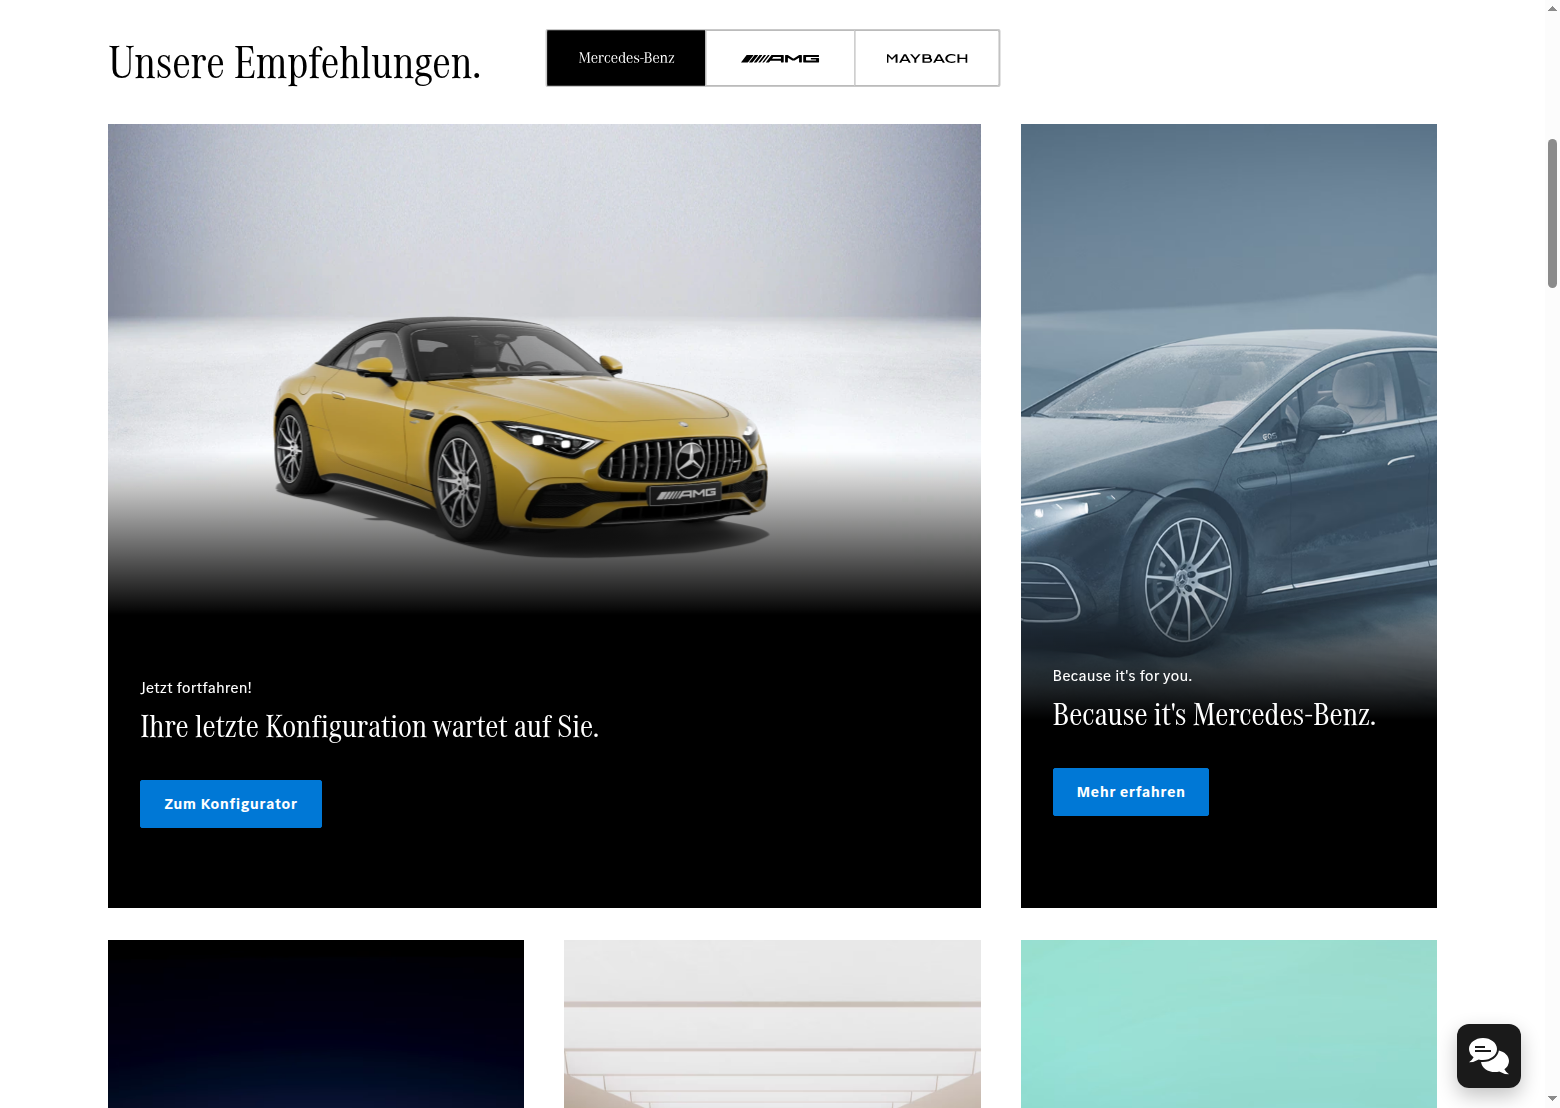 Unsere Empfehlungen.
Mercedes-Benz
AMG
MAYBACH
AMG
Jetzt fortfahren!
Ihre letzte Konfiguration wartet auf Sie.
Zum Konfigurator
EQS
Because it's for you.
Because it's Mercedes-Benz.
Mehr erfahren